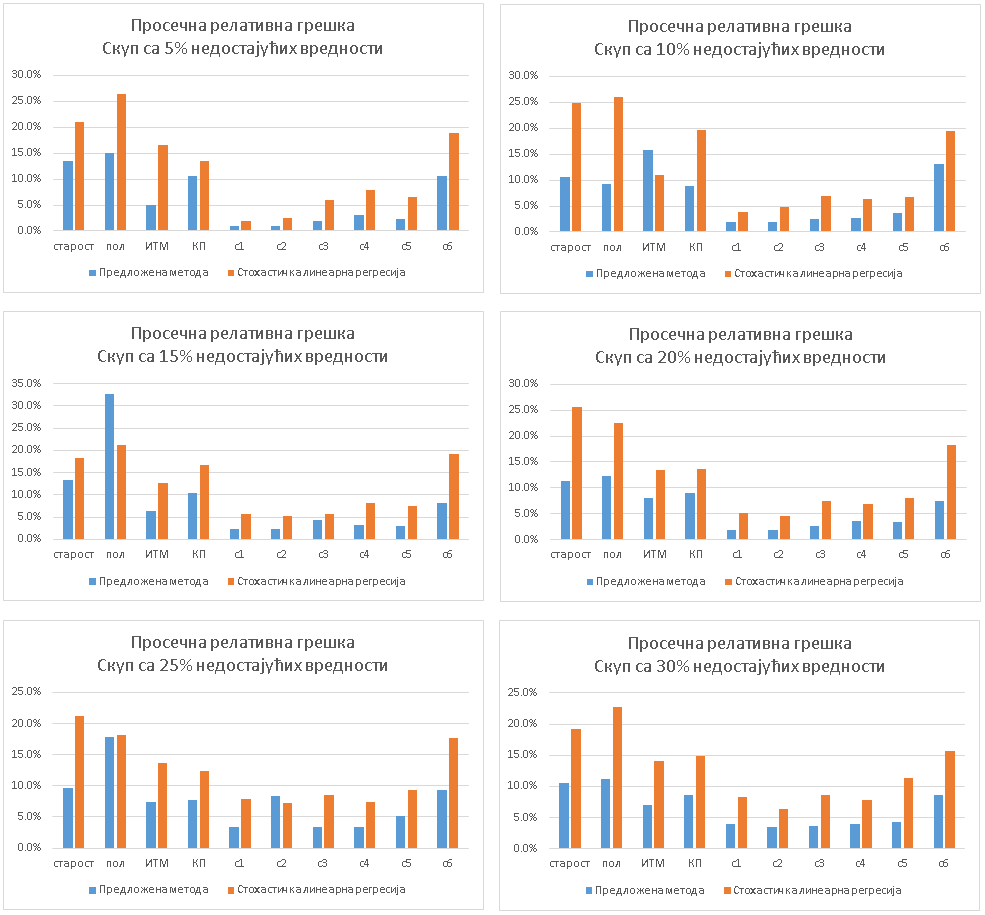 Просечна релативна грешка
Скуп са 5% недостајућих вредности
30.0%
25.0%
20.0%
15.0%
10.0%
5.0%
0.0%
старост пол ИТМ КП с1 с2 с3 с4 с5 с6
Предложена метода Стохастичка линеарна регресија
Просечна релативна грешка
Скуп са 10% недостајућих вредности
30.0%
25.0%
20.0%
15.0%
10.0%
5.0%
0.0%
старост пол ИТМ КП с1 с2 с3 с4 с5 с6
Предложена метода Стохастичка линеарна регресија
Просечна релативна грешка
Скуп са 15% недостајућих вредности
35.0%
30.0%
25.0%
20.0%
15.0%
10.0%
5.0%
0.0%
старост пол ИТМ КП с1 с2 с3 с4 с5 с6
Предложена метода Стохастичка линеарна регресија
Просечна релативна грешка
Скуп са 20% недостајућих вредности
30.0%
25.0%
20.0%
15.0%
10.0%
5.0%
0.0%
старост пол ИТМ КП с1 с2 с3 с4 с5 с6
Предложена метода Стохастичка линеарна регресија
Просечна релативна грешка
Скуп са 25% недостајућих вредности
25.0%
20.0%
15.0%
10.0%
5.0%
0.0%
старост пол ИТМ КП с1 с2 с3 с4 с5 с6
Предложена метода Стохастичка линеарна регресија
Просечна релативна грешка
Скуп са 30% недостајућих вредности
25.0%
20.0%
15.0%
10.0%
5.0%
0.0%
старост пол ИТМ КП с1 с2 с3 с4 с5 с6
Предложена метода Стохастичка линеарна регресија